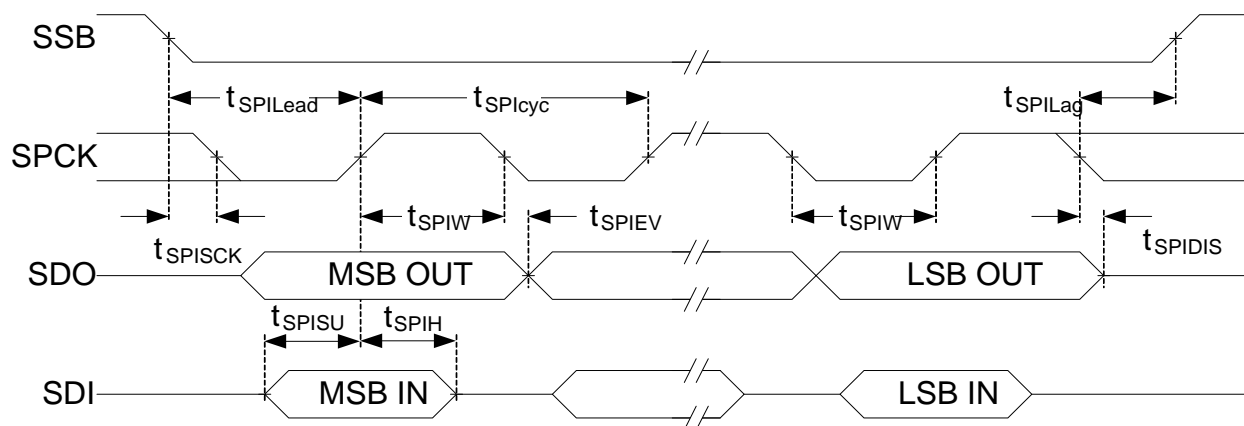 SSB
tSPILead
tSPIcyc
tSPILag
SPCK
tSPISCK
tSPIW
tSPIEV
tSPIW
tSPIDIS
SDO
MSB OUT
LSB OUT
tSPISU
tSPIH
SDI
MSB IN
LSB IN